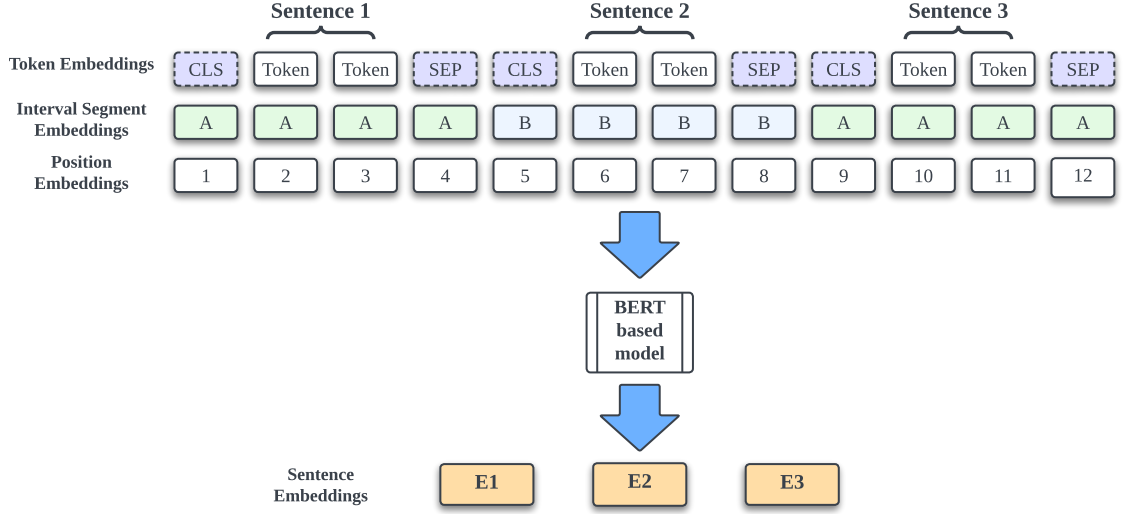 Sentence 1 Sentence 2 Sentence 3
Token Embeddings CLS Token Token SEP CLS Token Token SEP CLS Token Token SEP
Interval Segment
Embeddings
A A A A B B B B A A A A
Position
Embeddings
1 2 3 4 5 6 7 8 9 10 11 12
BERT
based
model
Sentence
Embeddings
E1 E2 E3